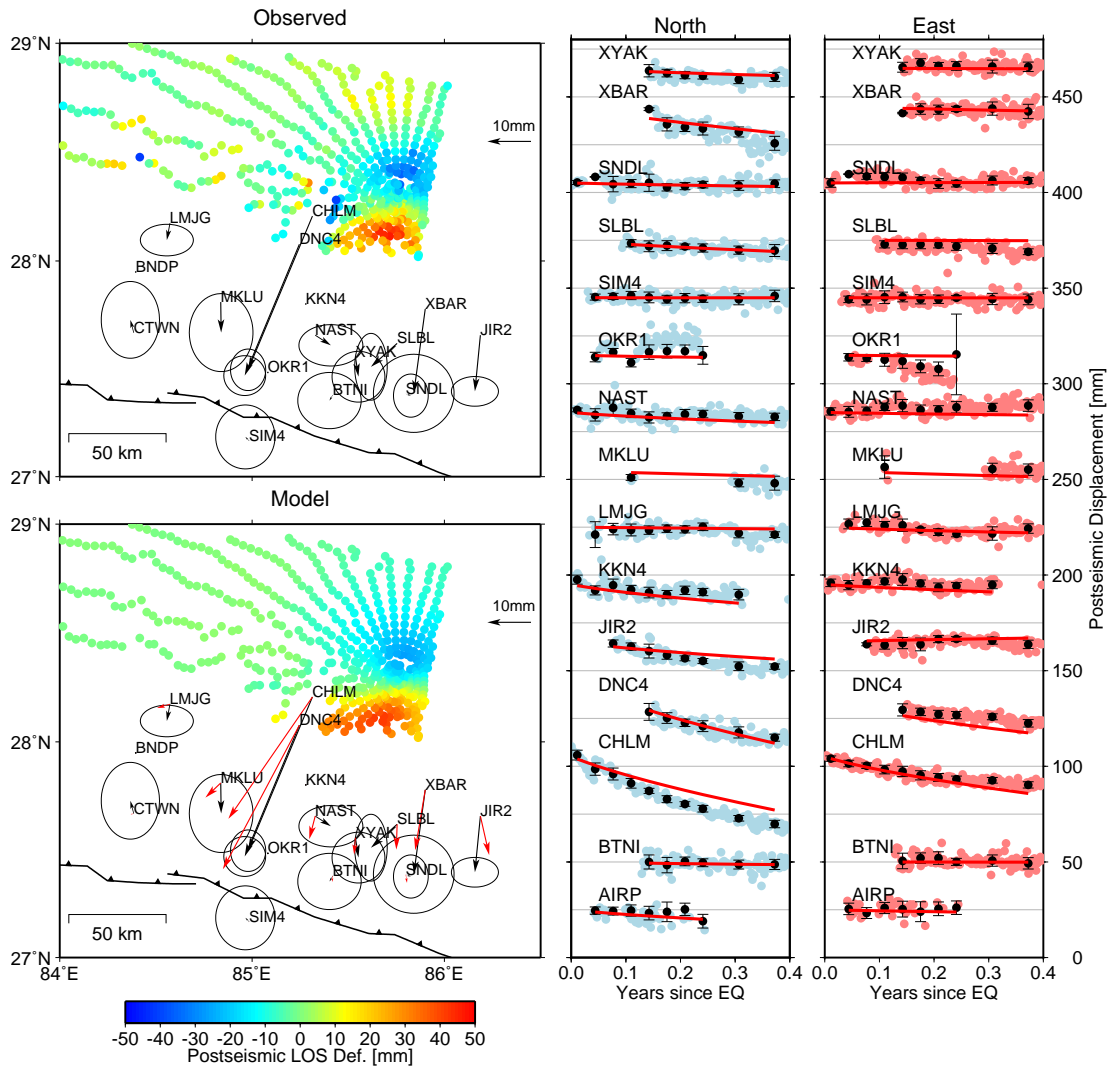 Observed
29°N
28°N
27°N
10mm
LMJG
CHLM
DNC4
BNDP
MKLU
KKN4
XBAR
CTWN
NAST
SLBL
JIR2
XYAK
OKR1
BTNI
SNDL
SIM4
50 km
Model
29°N
28°N
27°N
10mm
LMJG
CHLM
DNC4
BNDP
MKLU
KKN4
XBAR
CTWN
NAST
SLBL
JIR2
XYAK
OKR1
BTNI
SNDL
SIM4
50 km
84°E
85°E
86°E
-50 -40 -30 -20 -10 0 10 20 30 40 50
Postseismic LOS Def. [mm]
North
XYAK
XBAR
SNDL
SLBL
SIM4
OKR1
NAST
MKLU
LMJG
KKN4
JIR2
DNC4
CHLM
BTNI
AIRP
0.0 0.1 0.2 0.3 0.4
Years since EQ
East
XYAK
XBAR
SNDL
SLBL
SIM4
OKR1
NAST
MKLU
LMJG
KKN4
JIR2
DNC4
CHLM
BTNI
AIRP
0.0 0.1 0.2 0.3 0.4
Years since EQ
450
400
350
300
250
200
150
100
50
0
Postseismic Displacement [mm]